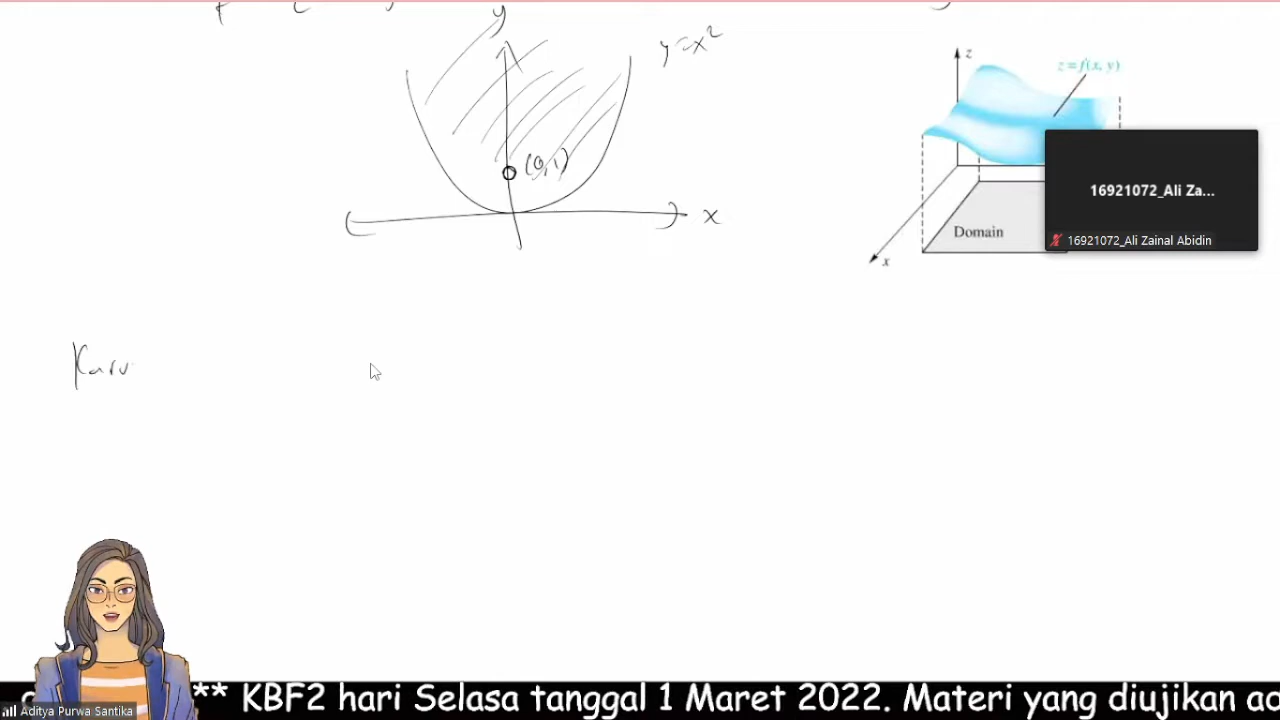 y
y=x²
(0,1)
x
z
z = f(x, y)
Domain
x
16921072_Ali Za...
16921072_Ali Zainal Abidin
** KBF2 hari Selasa tanggal 1 Maret 2022. Materi yang diujikan ad
Aditya Purwa Santika